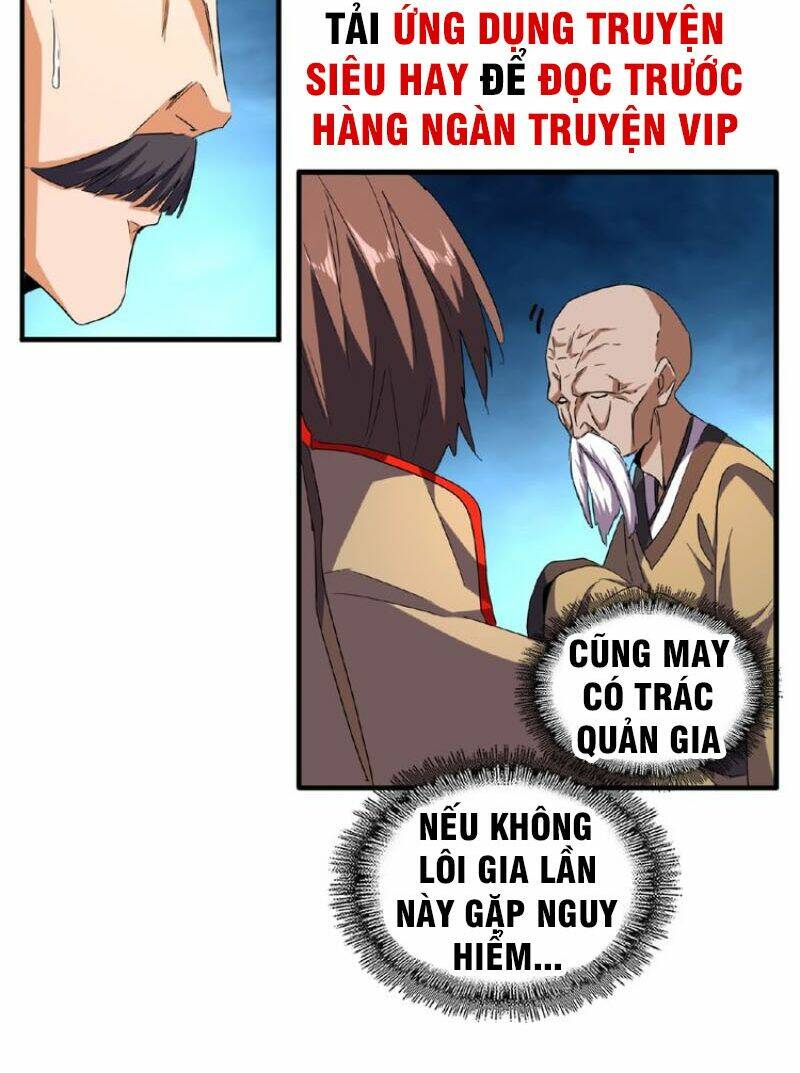 TẢI ỨNG DỤNG TRUYỆN
SIÊU HAY ĐỂ ĐỌC TRƯỚC
HÀNG NGÀN TRUYỆN VIP
CŨNG MAY
CÓ TRÁC
QUẢN GIA
NẾU KHÔNG
LÔI GIA LẦN
NÀY GẶP NGUY
HIỂM...